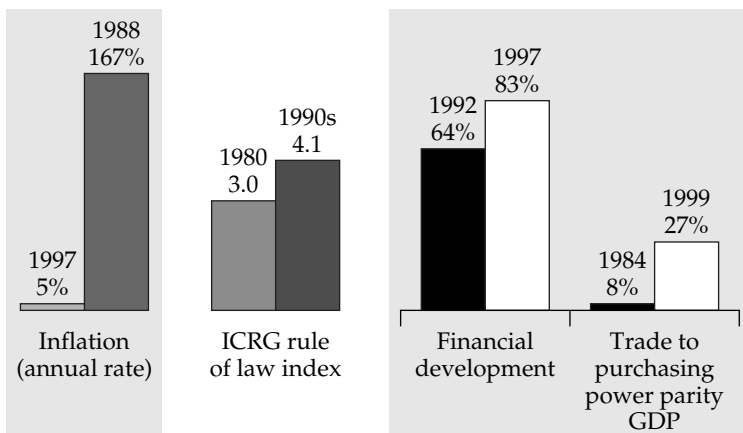 1988
167%
1997
5%
Inflation
(annual rate)
1980
3.0
1990s
4.1
ICRG rule
of law index
1992
64%
1997
83%
Financial
development
1984
8%
1999
27%
Trade to
purchasing
power parity
GDP